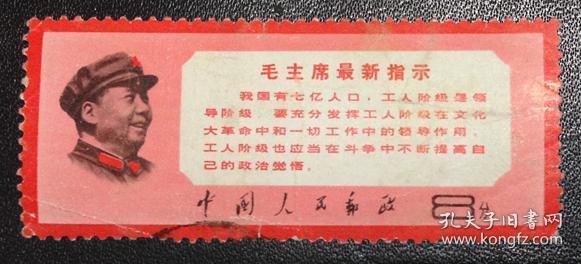 毛主席最新指示
我国有七亿人口，工人阶级是领
导阶级 要充分发挥工人阶级在文化
大革命中和一切工作中的领导作用。
工人阶级也应当在斗争中不断提高自
己的政治觉悟。
中国人民邮政 8分
孔夫子旧书网
www.kongfz.com